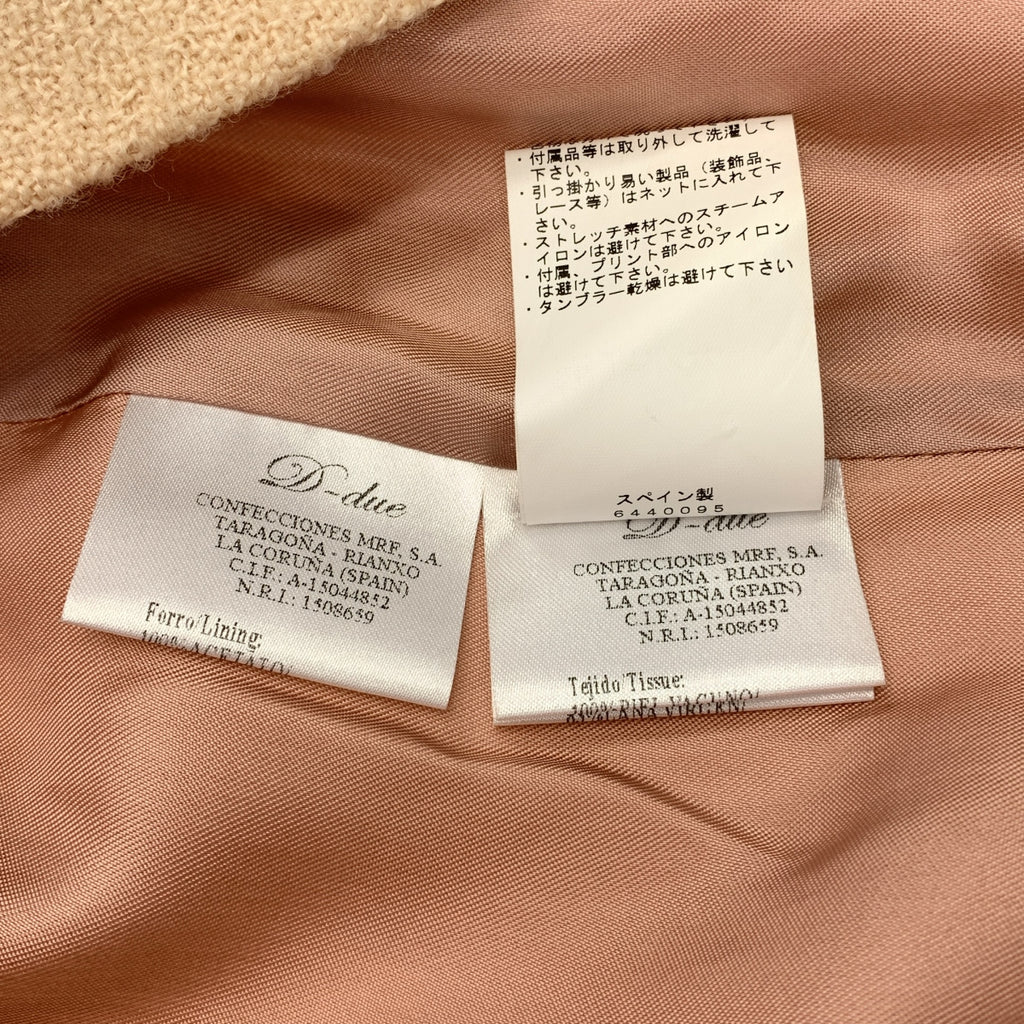 ・付属品等は取り外して洗濯して
下さい。
・引っ掛かり易い製品（装飾品、
レース等）はネットに入れて下
さい。
・ストレッチ素材へのスチームア
イロンは避けて下さい。
・付属、プリント部へのアイロン
は避けて下さい。
・タンブラー乾燥は避けて下さい
スペイン製
6440095
D-due
CONFECCIONES MRF, S.A.
TARAGOÑA - RIANXO
LA CORUÑA (SPAIN)
C.I.F.: A-15044852
N.R.I.: 1508659
Forro/Lining:
100% ACETATO/
D-due
CONFECCIONES MRF, S.A.
TARAGOÑA - RIANXO
LA CORUÑA (SPAIN)
C.I.F.: A-15044852
N.R.I.: 1508659
Tejido/Tissue:
100%